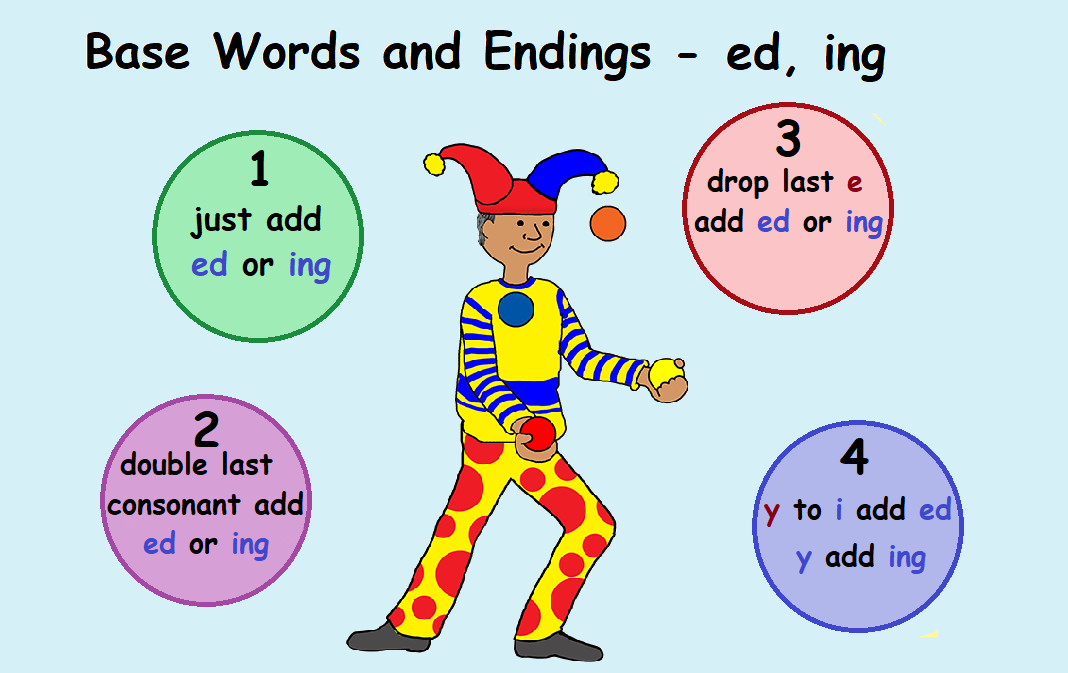 Base Words and Endings - ed, ing
1
just add
ed or ing
2
double last
consonant add
ed or ing
3
drop last e
add ed or ing
4
y to i add ed
y add ing